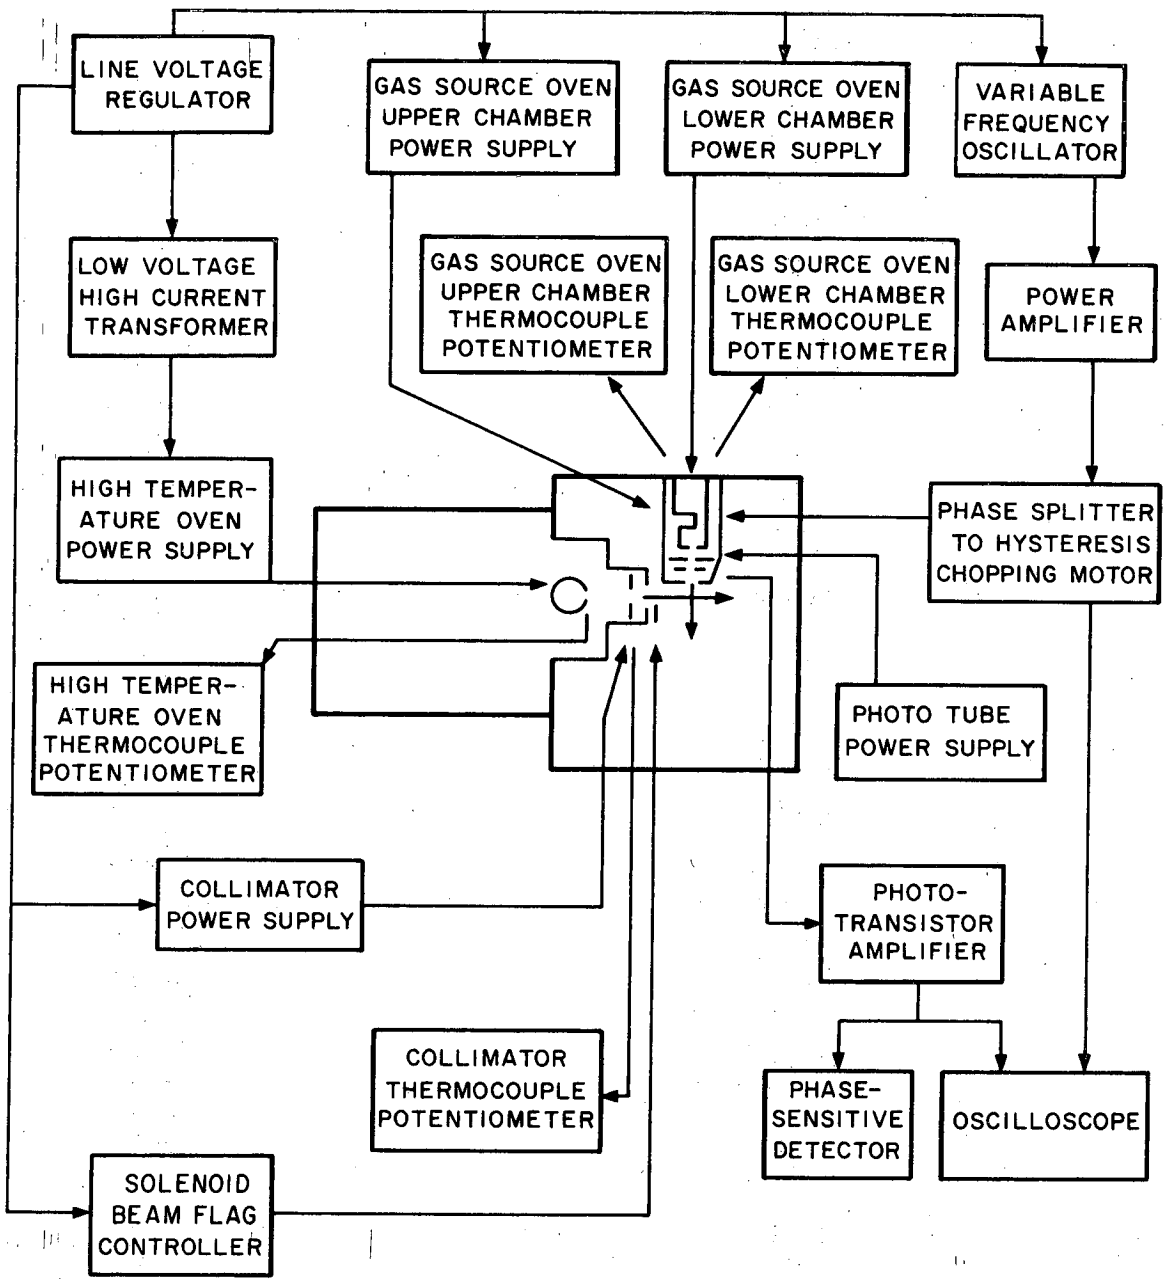 LINE VOLTAGE
REGULATOR
GAS SOURCE OVEN
UPPER CHAMBER
POWER SUPPLY
GAS SOURCE OVEN
LOWER CHAMBER
POWER SUPPLY
VARIABLE
FREQUENCY
OSCILLATOR
LOW VOLTAGE
HIGH CURRENT
TRANSFORMER
GAS SOURCE OVEN
UPPER CHAMBER
THERMOCOUPLE
POTENTIOMETER
GAS SOURCE OVEN
LOWER CHAMBER
THERMOCOUPLE
POTENTIOMETER
POWER
AMPLIFIER
HIGH TEMPER-
ATURE OVEN
POWER SUPPLY
PHASE SPLITTER
TO HYSTERESIS
CHOPPING MOTOR
HIGH TEMPER-
ATURE OVEN
THERMOCOUPLE
POTENTIOMETER
PHOTO TUBE
POWER SUPPLY
COLLIMATOR
POWER SUPPLY
PHOTO-
TRANSISTOR
AMPLIFIER
COLLIMATOR
THERMOCOUPLE
POTENTIOMETER
PHASE-
SENSITIVE
DETECTOR
OSCILLOSCOPE
SOLENOID
BEAM FLAG
CONTROLLER